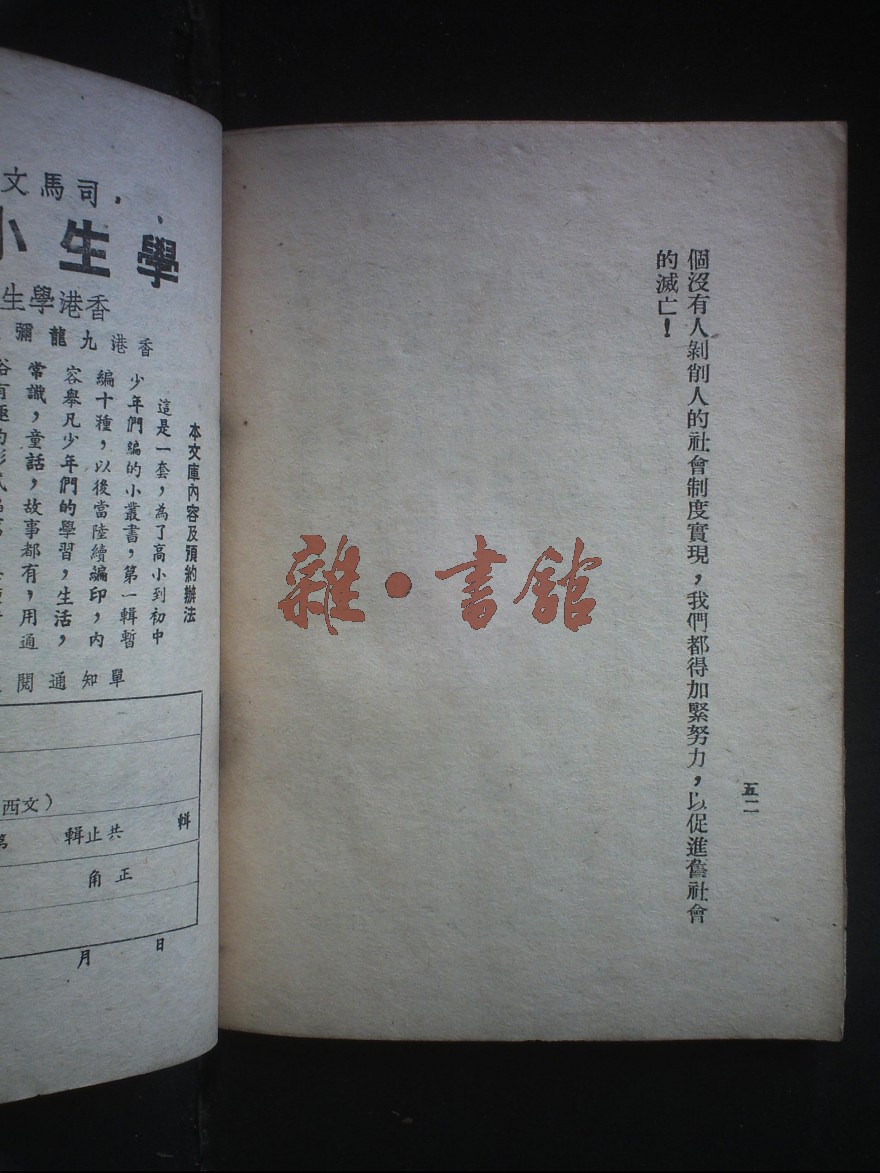 個沒有人剝削人的社會制度實現，我們都得加緊努力，以促進舊社會
的滅亡！
五二
雜·書館
文馬司
小生學
生學港香
彌龍九港香
本文庫內容及預約辦法
這是一套，為了高小到初中
少年們編的小叢書，第一輯暫
編十種，以後當陸續編印，內
容舉凡少年們的學習，生活，
常識，童話，故事都有，用通
俗有趣的形式
閱通知單
西文）
輯止共 輯
角 正
月 日